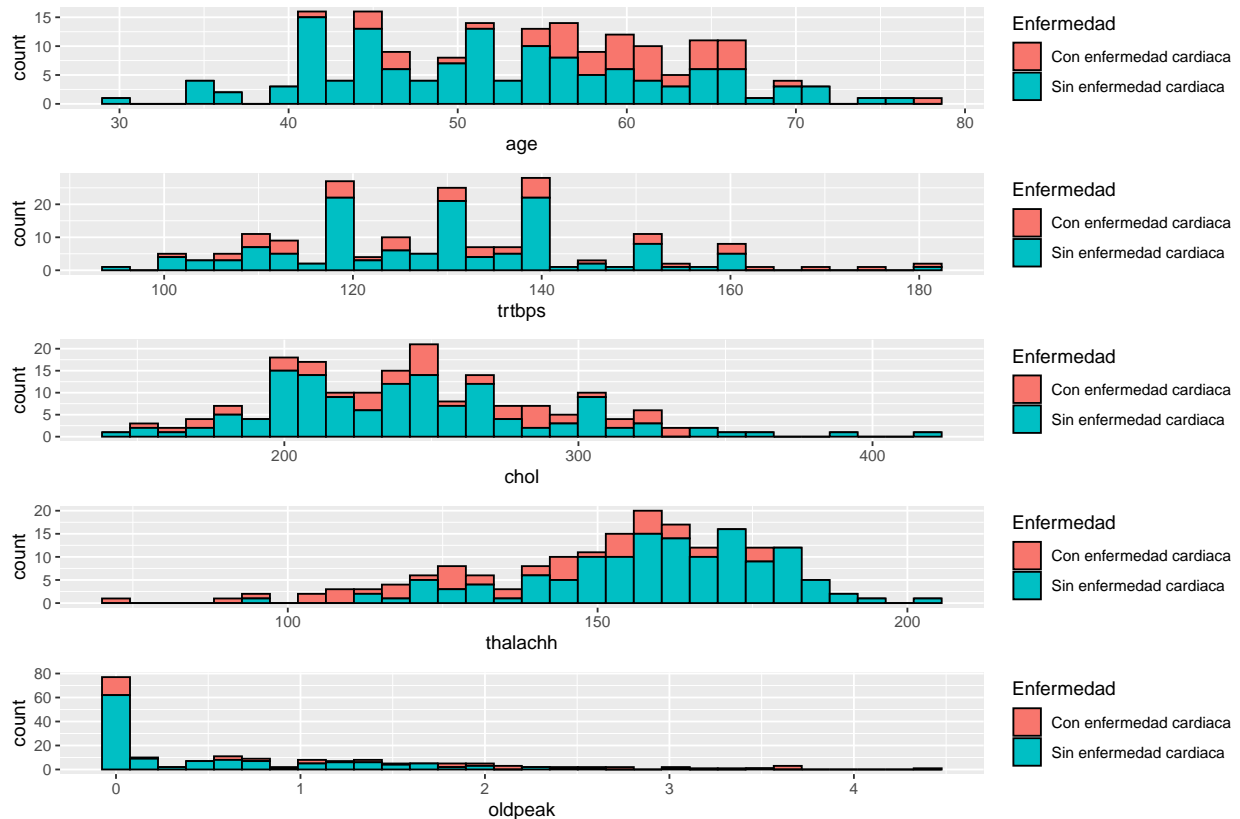 15
10
5
0
count
30 40 50 60 70 80
age
Enfermedad
Con enfermedad cardiaca
Sin enfermedad cardiaca
20
10
0
count
100 120 140 160 180
trtbps
Enfermedad
Con enfermedad cardiaca
Sin enfermedad cardiaca
20
15
10
5
0
count
200 300 400
chol
Enfermedad
Con enfermedad cardiaca
Sin enfermedad cardiaca
20
15
10
5
0
count
100 150 200
thalachh
Enfermedad
Con enfermedad cardiaca
Sin enfermedad cardiaca
80
60
40
20
0
count
0 1 2 3 4
oldpeak
Enfermedad
Con enfermedad cardiaca
Sin enfermedad cardiaca